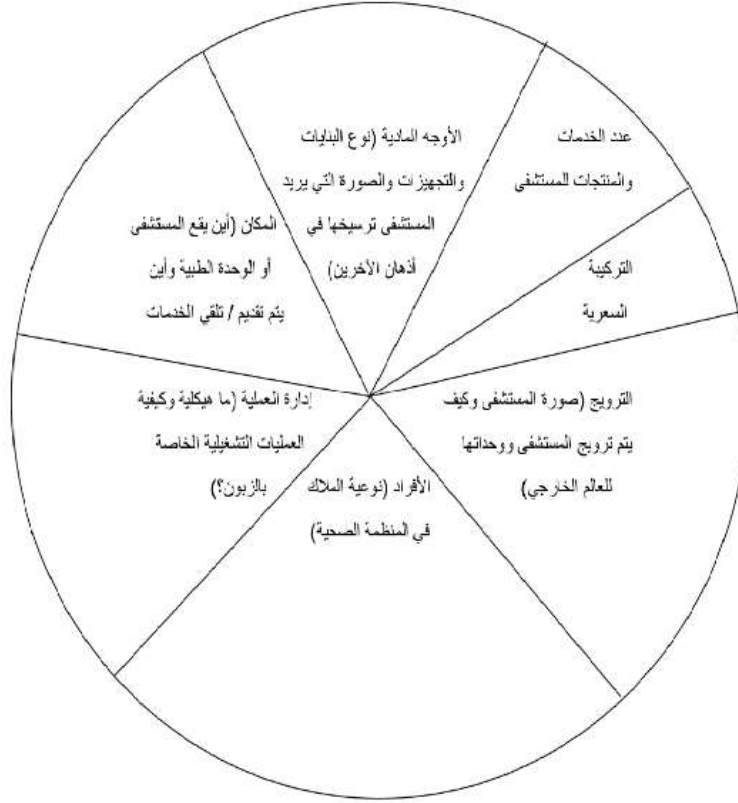 عدد الخدمات
والمنتجات للمستشفى
التركيبة
السعرية
الترويج (صورة المستشفى وكيف
يتم ترويج المستشفى ووحداتها
للعالم الخارجي)
الأفراد (نوعية الملاك
في المنظمة الصحية)
إدارة العملية (ما هيكلية وكيفية
العمليات التشغيلية الخاصة
بالزبون؟)
المكان (أين يقع المستشفى
أو الوحدة الطبية وأين
يتم تقديم / تلقي الخدمات
الأوجه المادية (نوع البنايات
والتجهيزات والصورة التي يريد
المستشفى ترسيخها في
أذهان الأخرين)